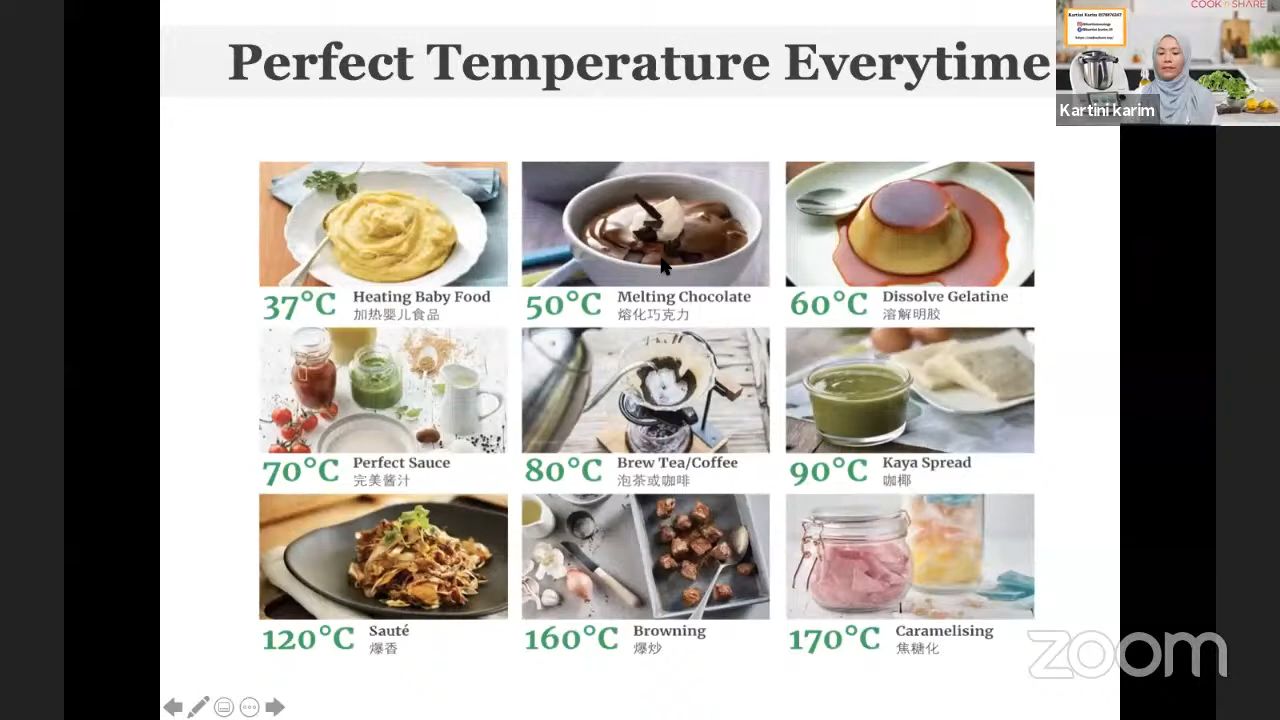 Perfect Temperature Everytime
COOK n SHARE
Kartini karim
37°C
Heating Baby Food
加热婴儿食品
50°C
Melting Chocolate
熔化巧克力
60°C
Dissolve Gelatine
溶解明胶
70°C
Perfect Sauce
完美酱汁
80°C
Brew Tea/Coffee
泡茶或咖啡
90°C
Kaya Spread
咖椰
120°C
Sauté
爆香
160°C
Browning
爆炒
170°C
Caramelising
焦糖化
zoom